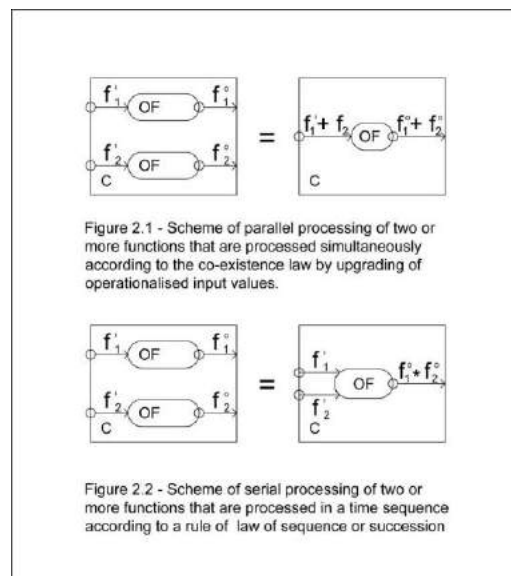 f'1 OF f°1
f'2 OF f°2
C
=
f'1+ f'2 OF f°1+ f°2
C
Figure 2.1 - Scheme of parallel processing of two or
more functions that are processed simultaneously
according to the co-existence law by upgrading of
operationalised input values.
f'1 OF f°1
f'2 OF f°2
C
=
f'1
OF f°1*f°2
f'2
C
Figure 2.2 - Scheme of serial processing of two or
more functions that are processed in a time sequence
according to a rule of law of sequence or succession